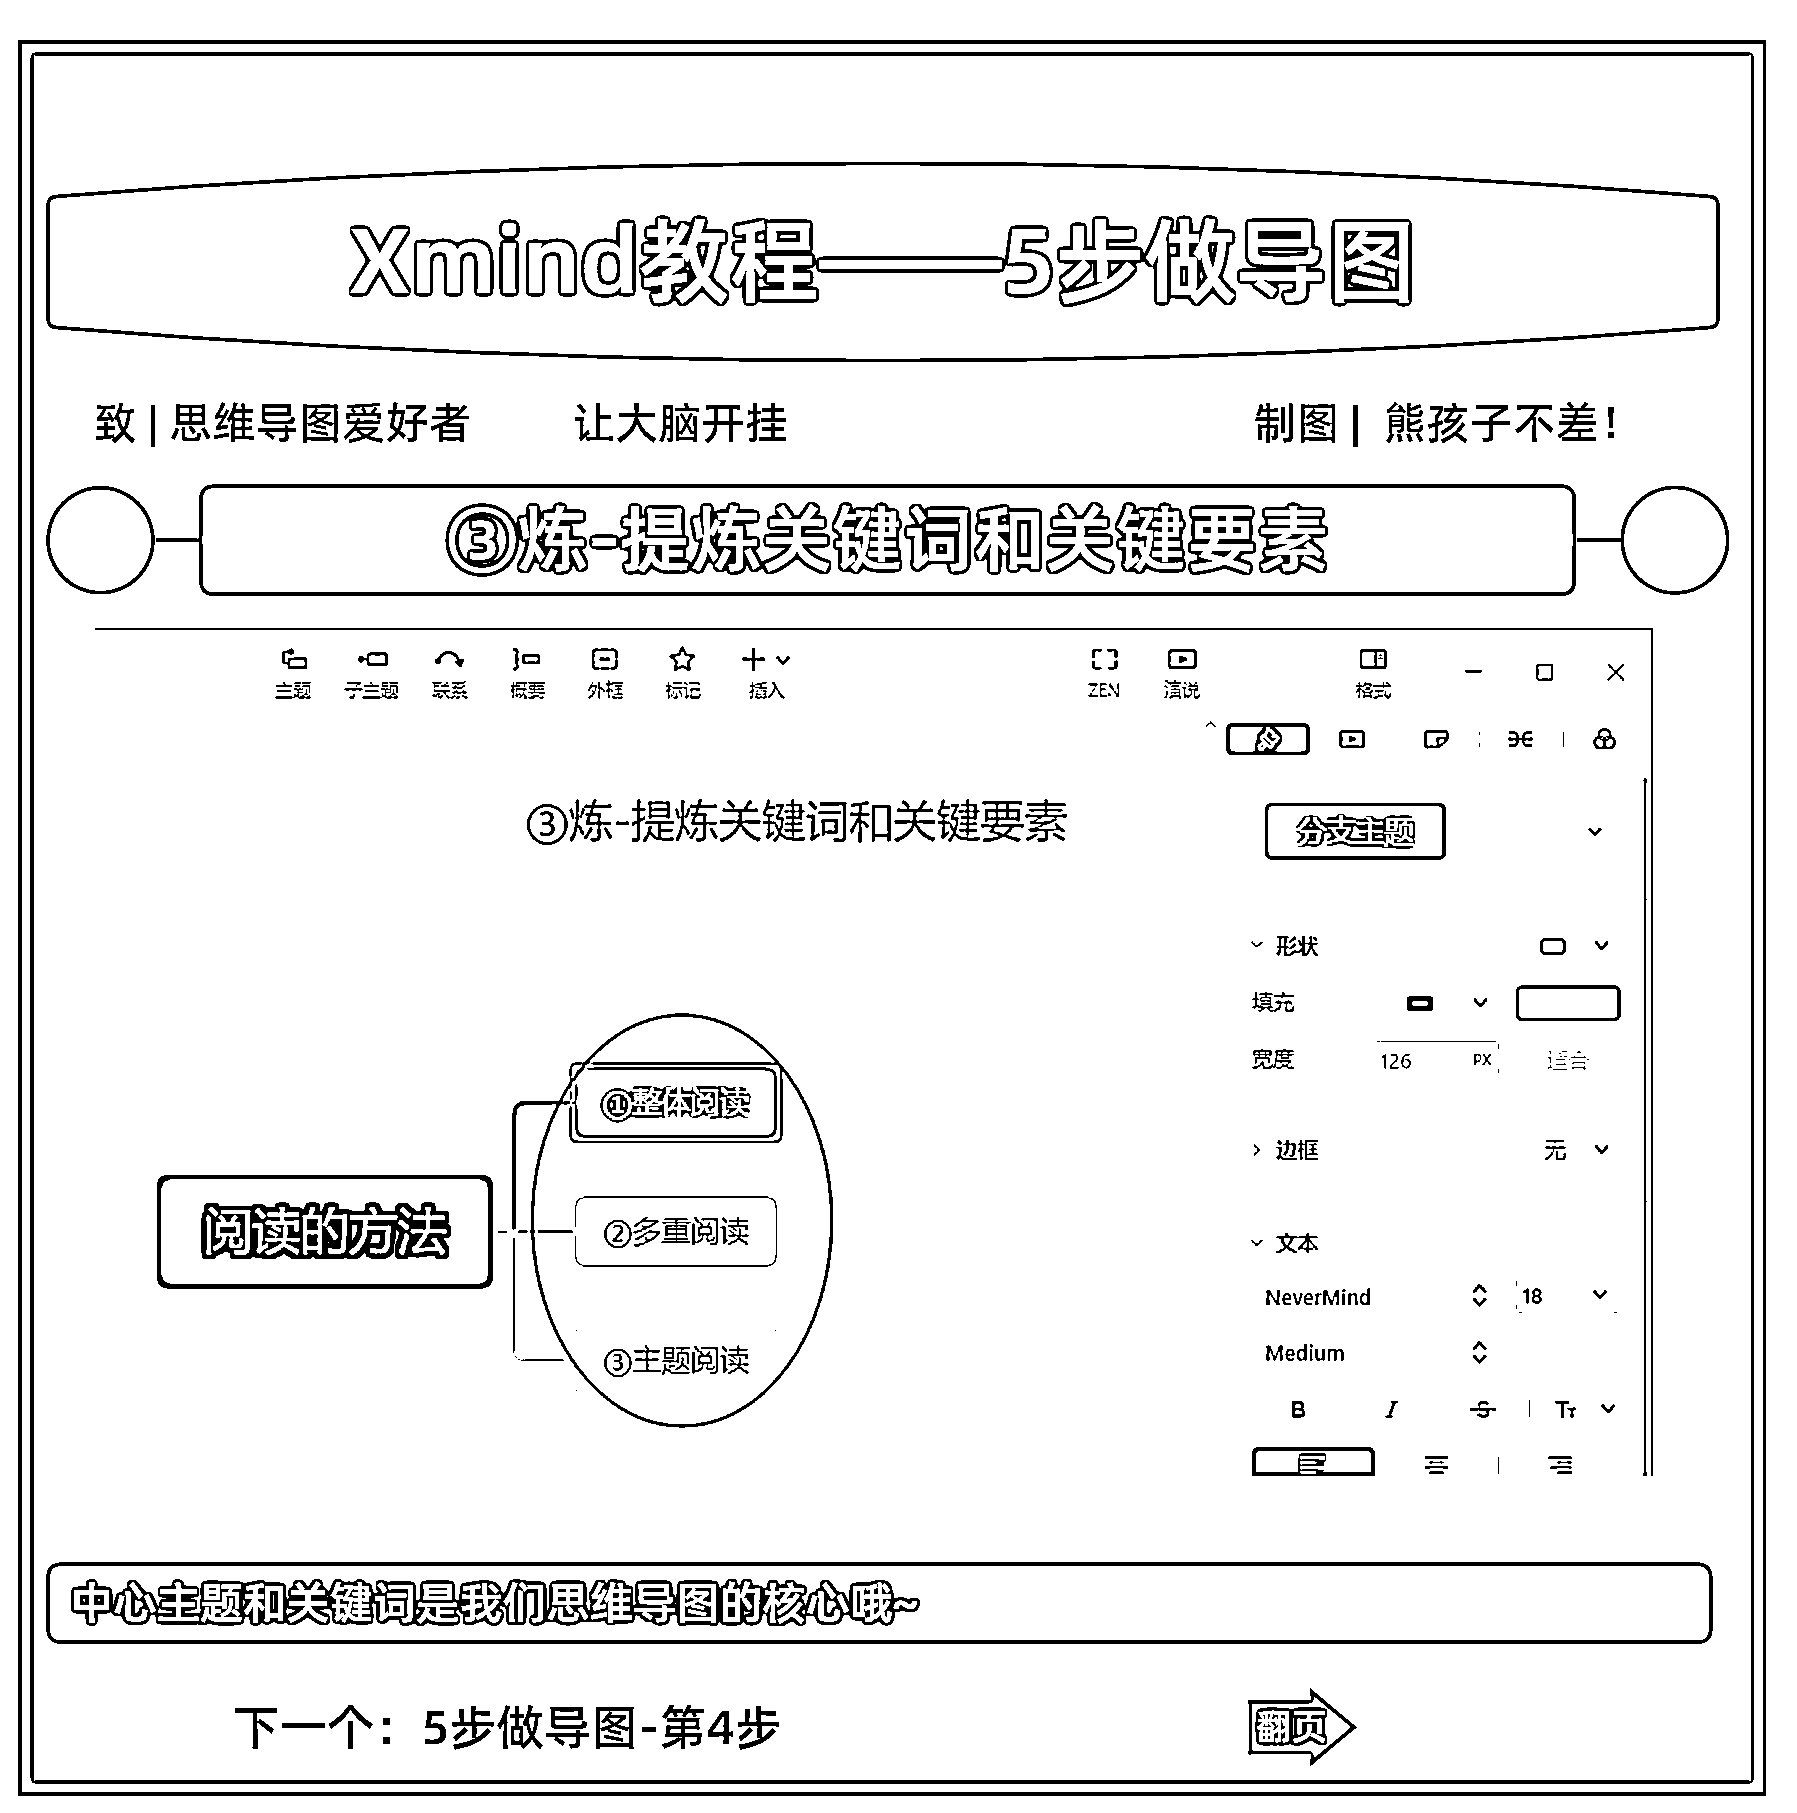 Xmind教程——5步做导图
致 | 思维导图爱好者 让大脑开挂 制图 | 熊孩子不差！
③炼-提炼关键词和关键要素
主题 子主题 联系 概要 外框 标记 插入 ZEN 演说 格式
③炼-提炼关键词和关键要素
分支主题
形状
填充
宽度 126 PX 适合
边框 无
文本
NeverMind 18
Medium
B I S Tт
①整体阅读
阅读的方法
②多重阅读
③主题阅读
中心主题和关键词是我们思维导图的核心哦~
下一个：5步做导图-第4步 翻页